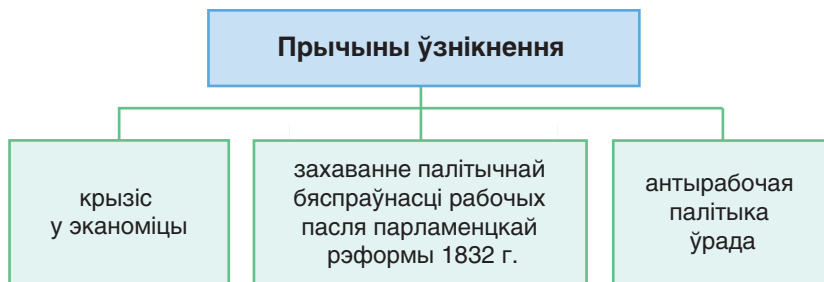 Прычыны ўзнікнення
крызіс
у эканоміцы
захаванне палітычнай
бяспраўнасці рабочых
пасля парламенцкай
рэформы 1832 г.
антырабочая
палітыка
ўрада